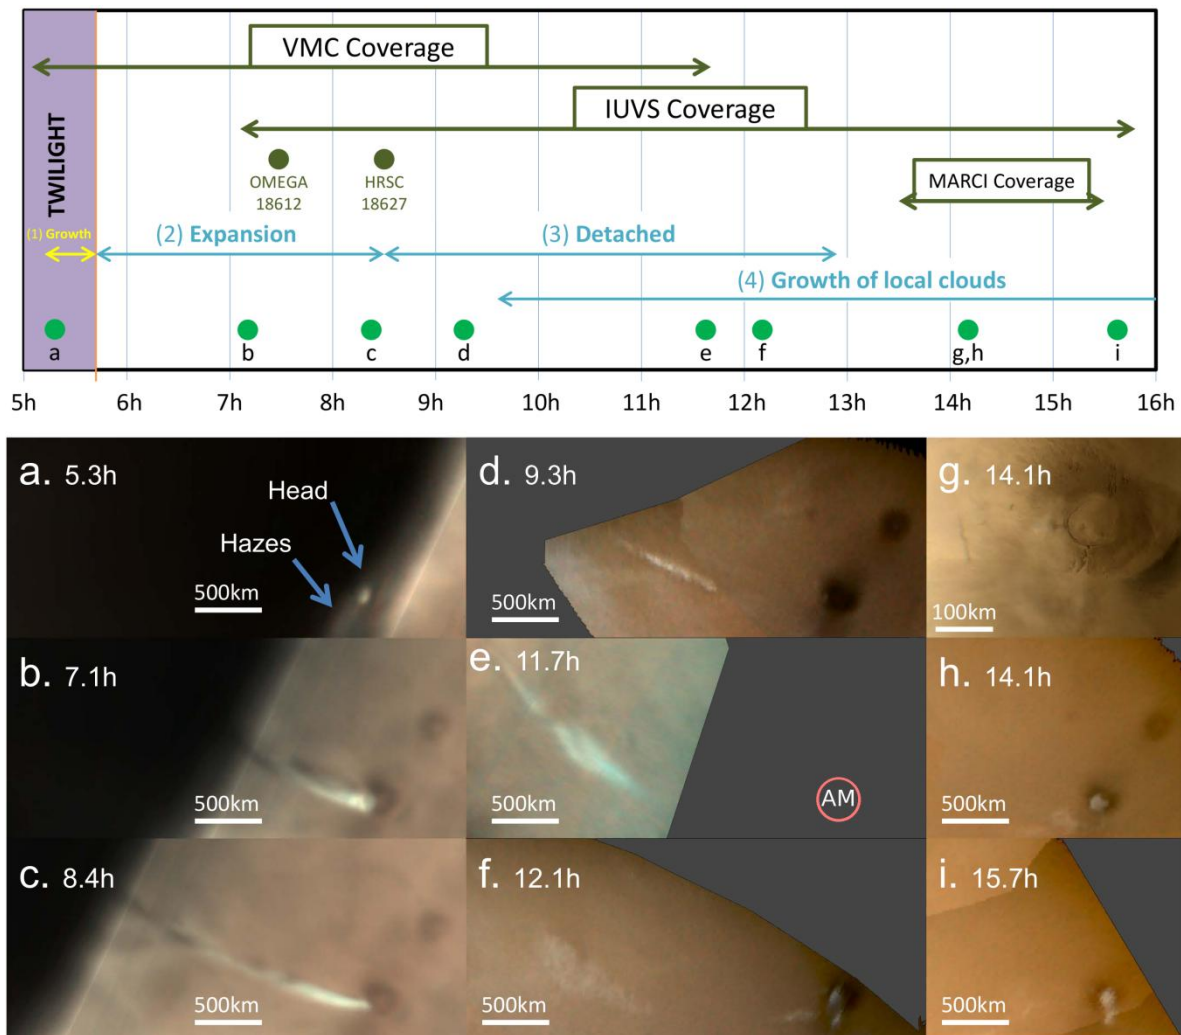 VMC Coverage
IUVS Coverage
TWILIGHT
OMEGA
18612
HRSC
18627
MARCI Coverage
(1) Growth
(2) Expansion
(3) Detached
(4) Growth of local clouds
a
b
c
d
e
f
g,h
i
5h
6h
7h
8h
9h
10h
11h
12h
13h
14h
15h
16h
a. 5.3h
Head
Hazes
500km
b. 7.1h
500km
c. 8.4h
500km
d. 9.3h
500km
e. 11.7h
AM
500km
f. 12.1h
500km
g. 14.1h
100km
h. 14.1h
500km
i. 15.7h
500km